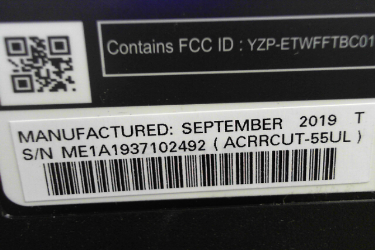 Contains FCC ID : YZP-ETWFFTBC01
MANUFACTURED: SEPTEMBER 2019 T
S/N ME1A1937102492 ( ACRRCUT-55UL )